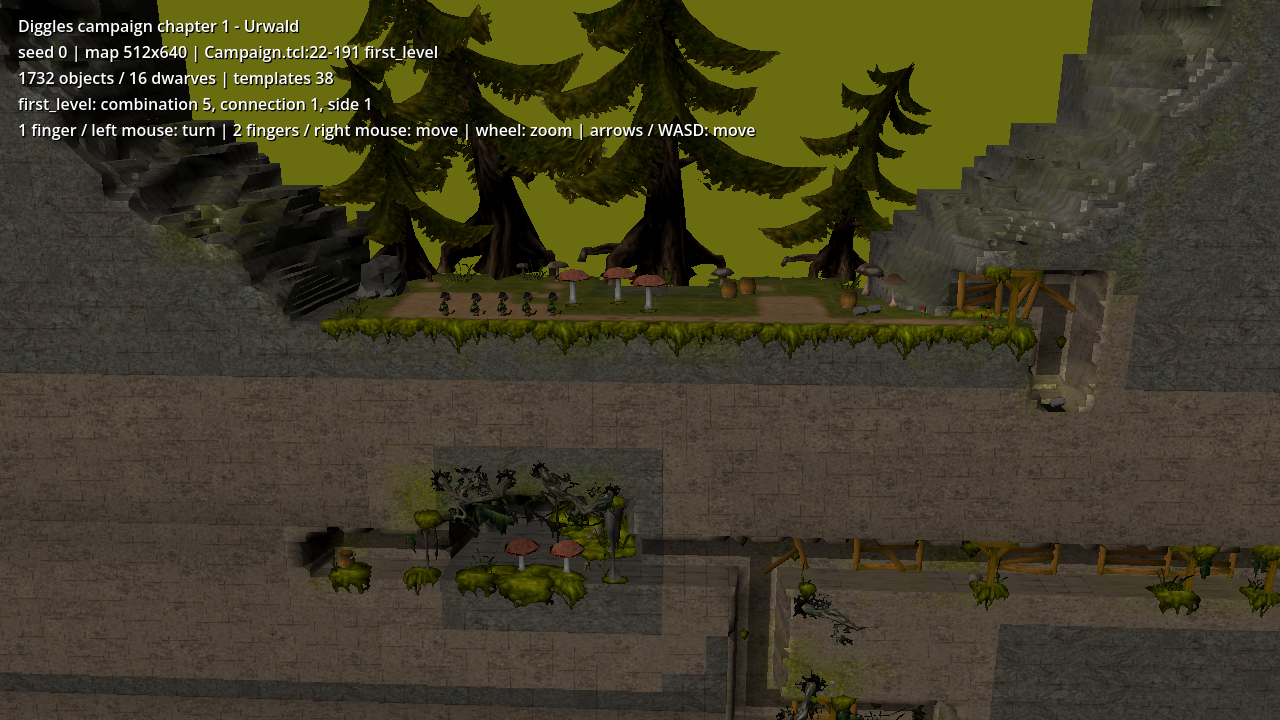 Diggles campaign chapter 1 - Urwald
seed 0 | map 512x640 | Campaign.tcl:22-191 first_level
1732 objects / 16 dwarves | templates 38
first_level: combination 5, connection 1, side 1
1 finger / left mouse: turn | 2 fingers / right mouse: move | wheel: zoom | arrows / WASD: move